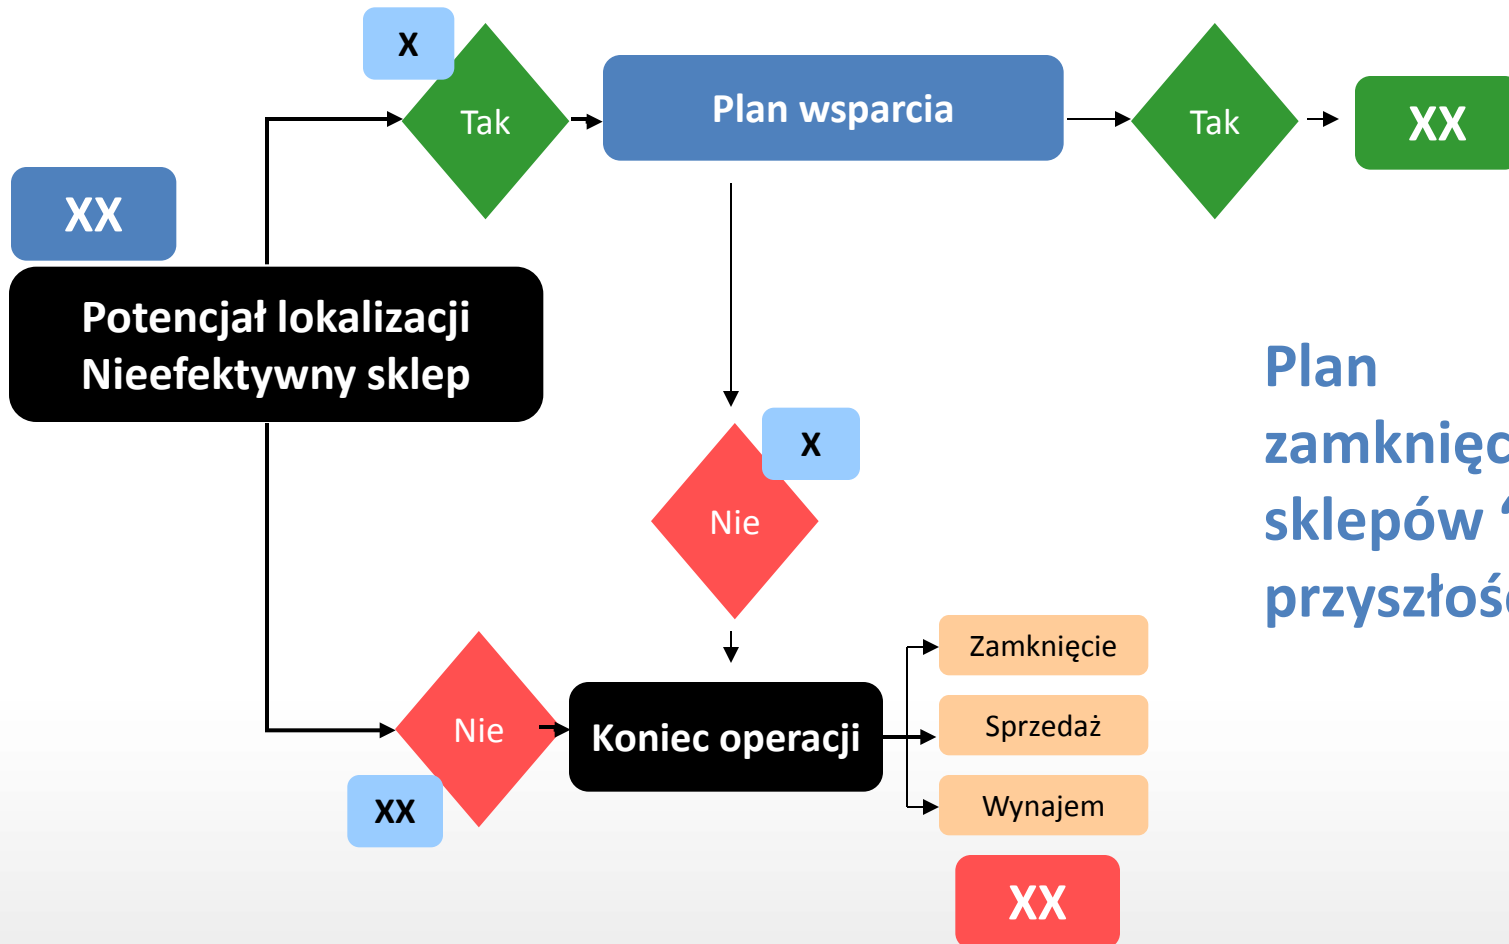 X
Tak
Plan wsparcia
Tak
XX
XX
Potencjał lokalizacji
Nieefektywny sklep
Plan
sklepów
X
Nie
Zamknięcie
Nie
Koniec operacji
Sprzedaż
XX
Wynajem
XX